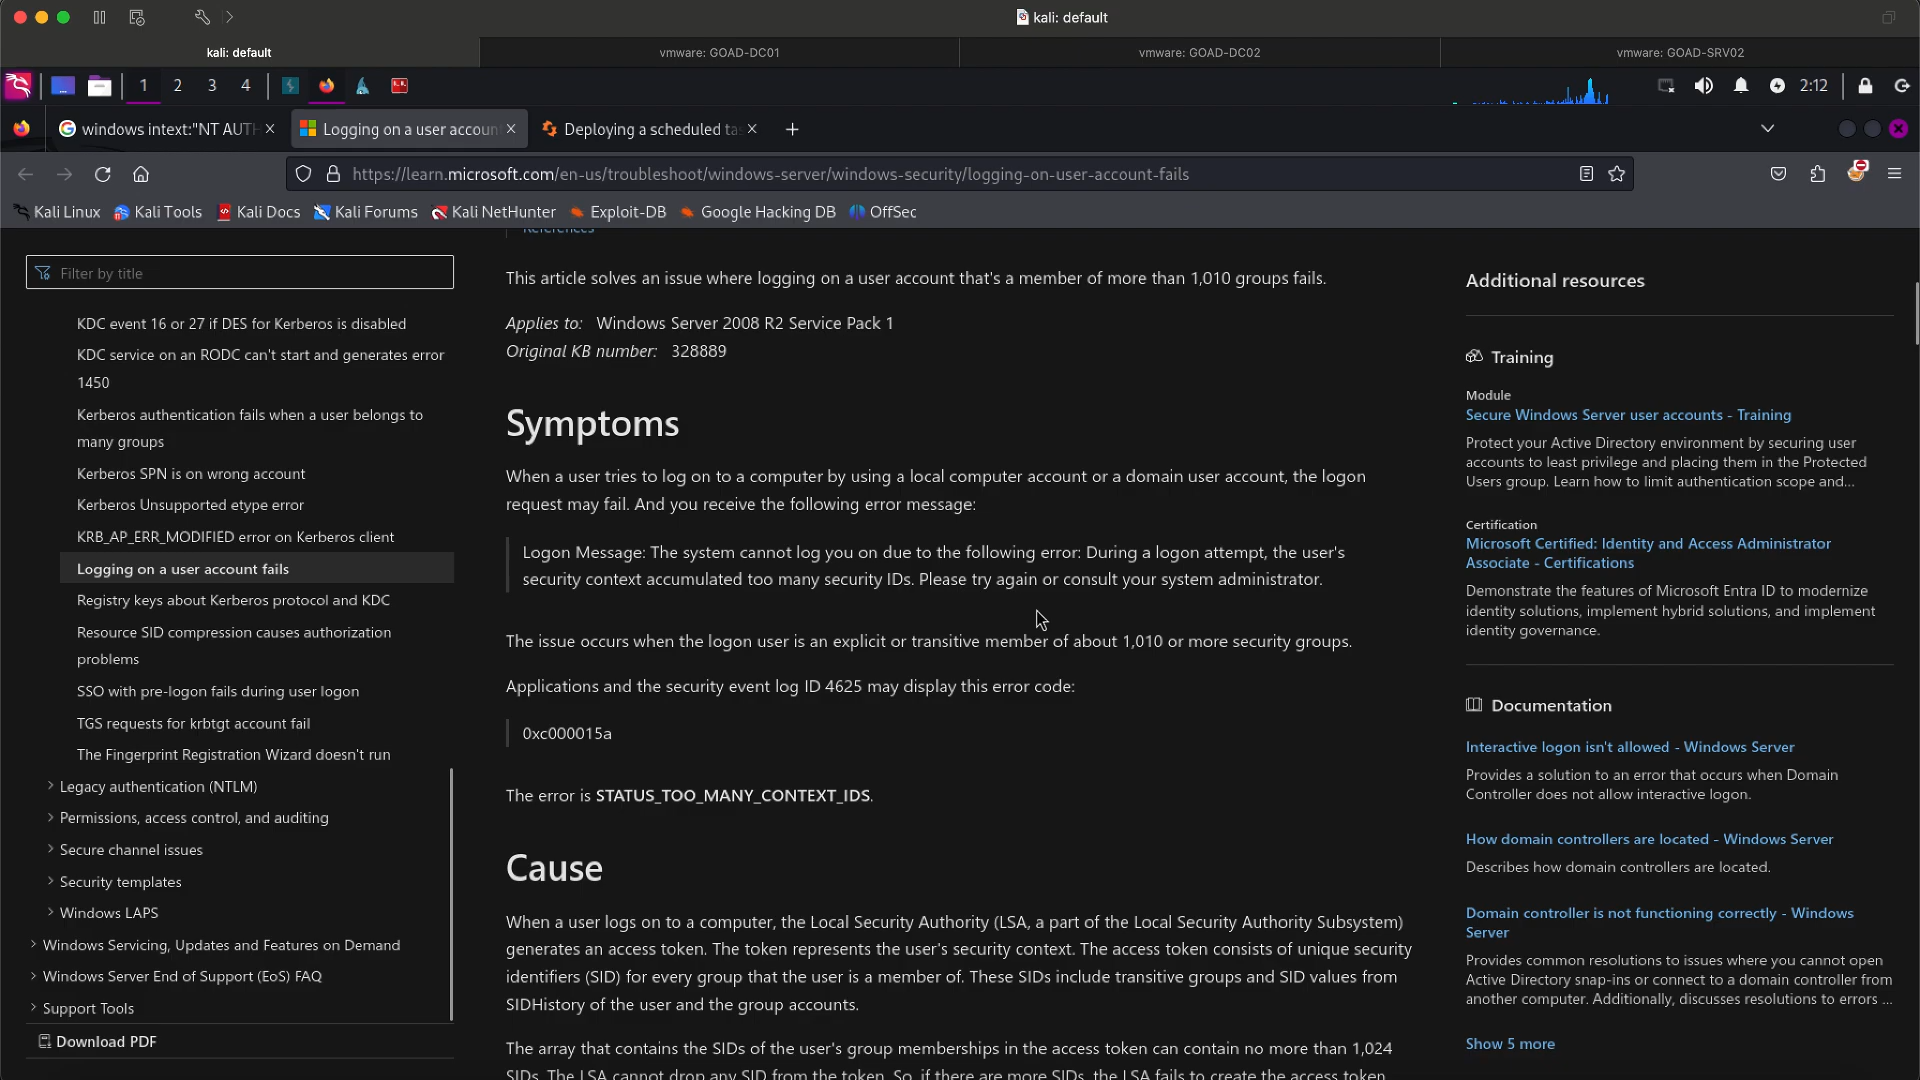 kali: default
kali: default
vmware: GOAD-DC01
vmware: GOAD-DC02
vmware: GOAD-SRV02
1
2
3
4
2:12
windows intext:"NT AUTH
Logging on a user accoun
Deploying a scheduled tas
https://learn.microsoft.com/en-us/troubleshoot/windows-server/windows-security/logging-on-user-account-fails
Kali Linux
Kali Tools
Kali Docs
Kali Forums
Kali NetHunter
Exploit-DB
Google Hacking DB
OffSec
Filter by title
KDC event 16 or 27 if DES for Kerberos is disabled
KDC service on an RODC can't start and generates error
1450
Kerberos authentication fails when a user belongs to
many groups
Kerberos SPN is on wrong account
Kerberos Unsupported etype error
KRB_AP_ERR_MODIFIED error on Kerberos client
Logging on a user account fails
Registry keys about Kerberos protocol and KDC
Resource SID compression causes authorization
problems
SSO with pre-logon fails during user logon
TGS requests for krbtgt account fail
The Fingerprint Registration Wizard doesn't run
Legacy authentication (NTLM)
Permissions, access control, and auditing
Secure channel issues
Security templates
Windows LAPS
Windows Servicing, Updates and Features on Demand
Windows Server End of Support (EoS) FAQ
Support Tools
Download PDF
References
This article solves an issue where logging on a user account that's a member of more than 1,010 groups fails.
Applies to: Windows Server 2008 R2 Service Pack 1
Original KB number: 328889
Symptoms
When a user tries to log on to a computer by using a local computer account or a domain user account, the logon
request may fail. And you receive the following error message:
Logon Message: The system cannot log you on due to the following error: During a logon attempt, the user's
security context accumulated too many security IDs. Please try again or consult your system administrator.
The issue occurs when the logon user is an explicit or transitive member of about 1,010 or more security groups.
Applications and the security event log ID 4625 may display this error code:
0xc000015a
The error is STATUS_TOO_MANY_CONTEXT_IDS.
Cause
When a user logs on to a computer, the Local Security Authority (LSA, a part of the Local Security Authority Subsystem)
generates an access token. The token represents the user's security context. The access token consists of unique security
identifiers (SID) for every group that the user is a member of. These SIDs include transitive groups and SID values from
SIDHistory of the user and the group accounts.
The array that contains the SIDs of the user's group memberships in the access token can contain no more than 1,024
SIDs. The LSA cannot drop any SID from the token. So, if there are more SIDs, the LSA fails to create the access token
Additional resources
Training
Module
Secure Windows Server user accounts - Training
Protect your Active Directory environment by securing user
accounts to least privilege and placing them in the Protected
Users group. Learn how to limit authentication scope and...
Certification
Microsoft Certified: Identity and Access Administrator
Associate - Certifications
Demonstrate the features of Microsoft Entra ID to modernize
identity solutions, implement hybrid solutions, and implement
identity governance.
Documentation
Interactive logon isn't allowed - Windows Server
Provides a solution to an error that occurs when Domain
Controller does not allow interactive logon.
How domain controllers are located - Windows Server
Describes how domain controllers are located.
Domain controller is not functioning correctly - Windows
Server
Provides common resolutions to issues where you cannot open
Active Directory snap-ins or connect to a domain controller from
another computer. Additionally, discusses resolutions to errors ...
Show 5 more